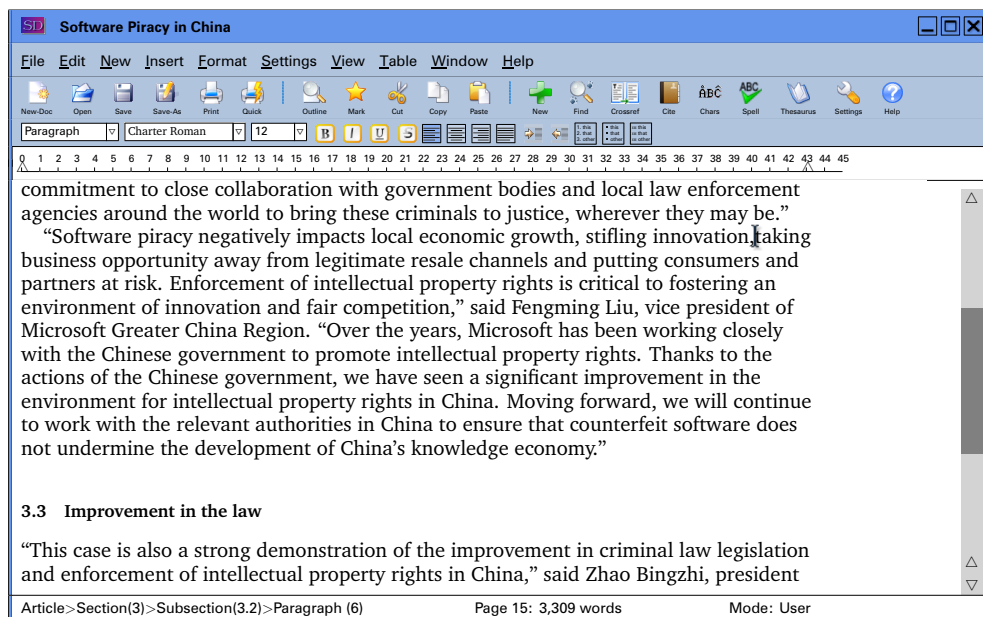 SD Software Piracy in China
File Edit New Insert Format Settings View Table Window Help
New-Doc Open Save Save-As Print Quick Outline Mark Cut Copy Paste New Find Crossref Cite ÂBĈ Chars ABC Spell Thesaurus Settings ? Help
Paragraph Charter Roman 12 B I U S 1. this 2. that 3. other • this • that • other
0 1 2 3 4 5 6 7 8 9 10 11 12 13 14 15 16 17 18 19 20 21 22 23 24 25 26 27 28 29 30 31 32 33 34 35 36 37 38 39 40 41 42 43 44 45
commitment to close collaboration with government bodies and local law enforcement
agencies around the world to bring these criminals to justice, wherever they may be.”
“Software piracy negatively impacts local economic growth, stifling innovation,taking
business opportunity away from legitimate resale channels and putting consumers and
partners at risk. Enforcement of intellectual property rights is critical to fostering an
environment of innovation and fair competition,” said Fengming Liu, vice president of
Microsoft Greater China Region. “Over the years, Microsoft has been working closely
with the Chinese government to promote intellectual property rights. Thanks to the
actions of the Chinese government, we have seen a significant improvement in the
environment for intellectual property rights in China. Moving forward, we will continue
to work with the relevant authorities in China to ensure that counterfeit software does
not undermine the development of China’s knowledge economy.”
3.3 Improvement in the law
“This case is also a strong demonstration of the improvement in criminal law legislation
and enforcement of intellectual property rights in China,” said Zhao Bingzhi, president
Article>Section(3)>Subsection(3.2)>Paragraph (6) Page 15: 3,309 words Mode: User